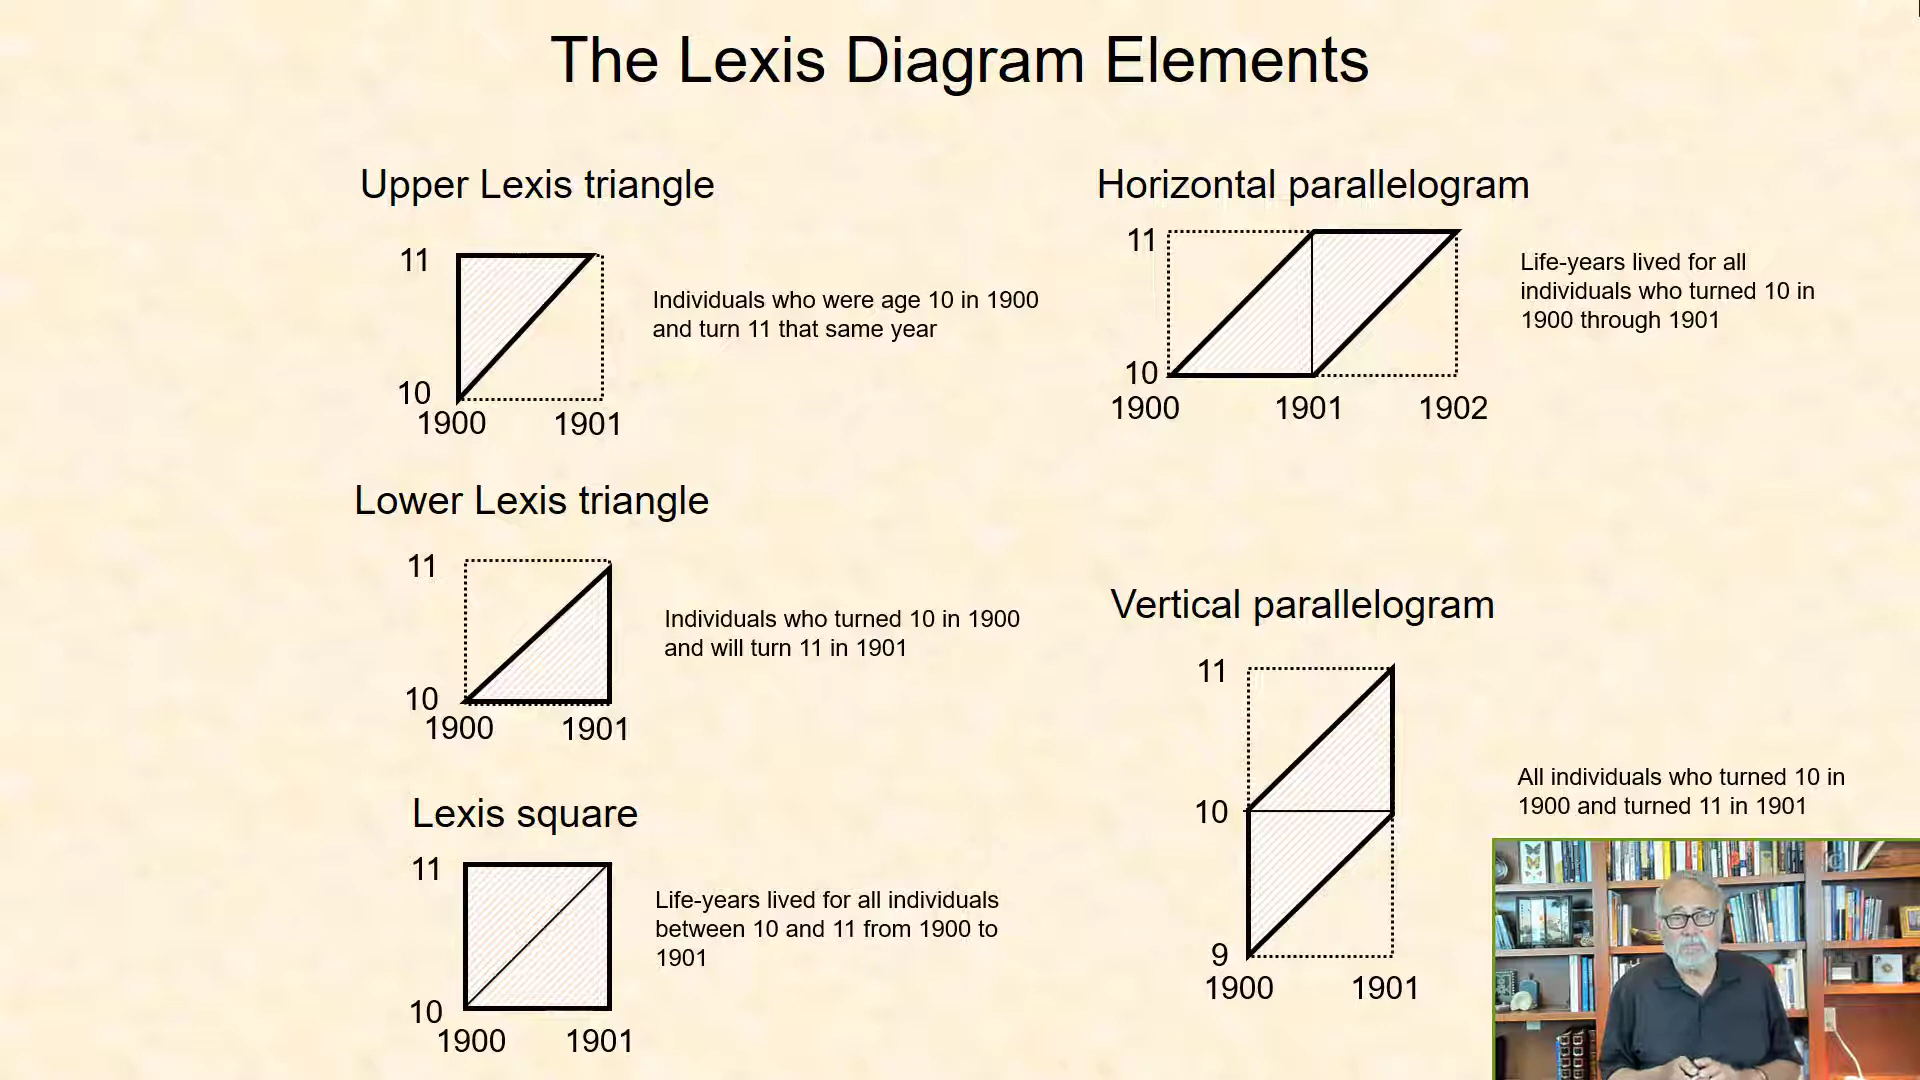 The Lexis Diagram Elements
Upper Lexis triangle
11
10
1900
1901
Individuals who were age 10 in 1900
and turn 11 that same year
Lower Lexis triangle
11
10
1900
1901
Individuals who turned 10 in 1900
and will turn 11 in 1901
Lexis square
11
10
1900
1901
Life-years lived for all individuals
between 10 and 11 from 1900 to
1901
Horizontal parallelogram
11
10
1900
1901
1902
Life-years lived for all
individuals who turned 10 in
1900 through 1901
Vertical parallelogram
11
10
9
1900
1901
All individuals who turned 10 in
1900 and turned 11 in 1901